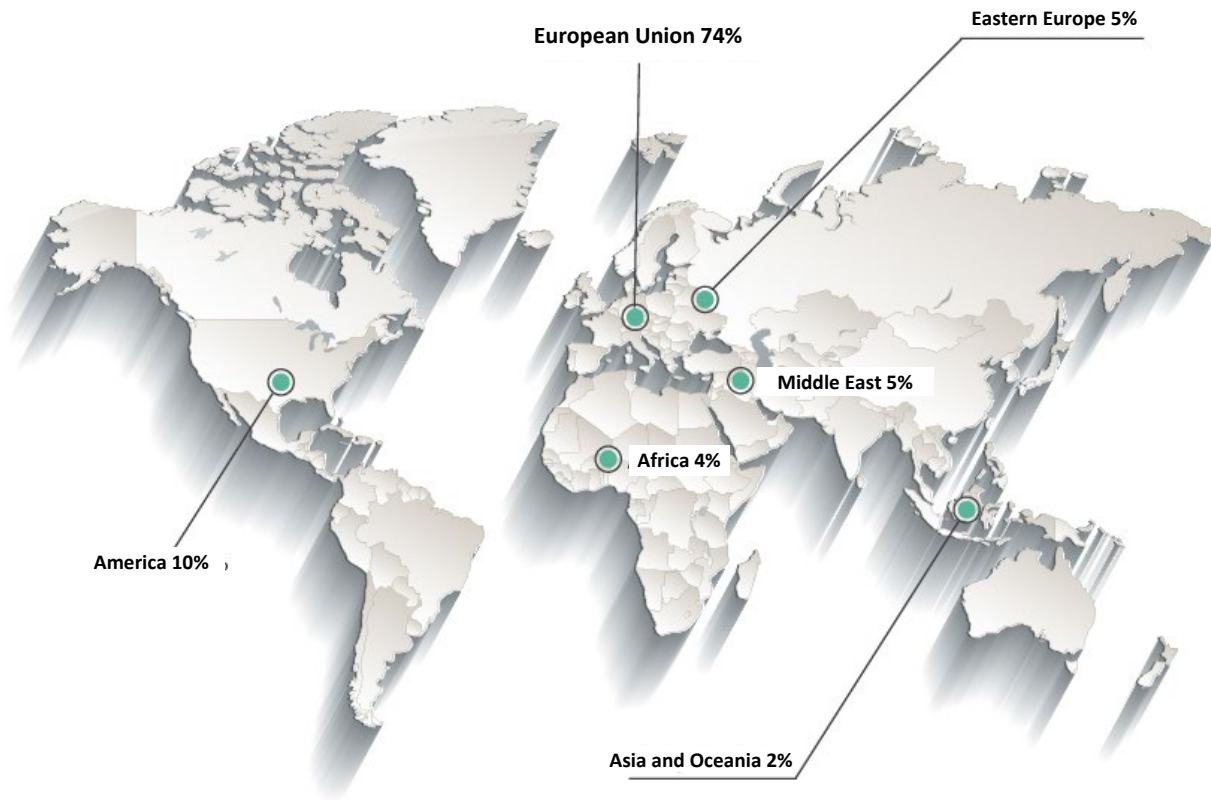 Eastern Europe 5%
European Union 74%
Middle East 5%
Africa 4%
America 10%
Asia and Oceania 2%